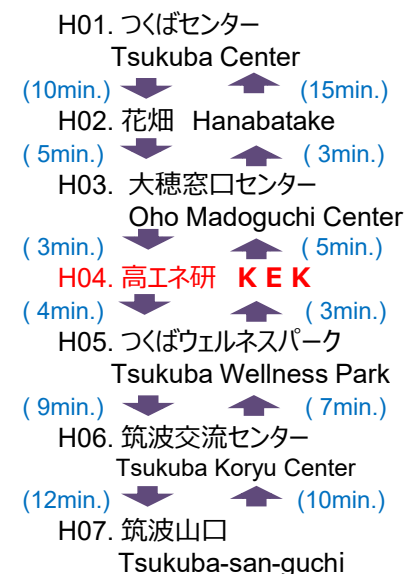 H01. つくばセンター
Tsukuba Center
(10min.) (15min.)
H02. 花畑 Hanabatake
( 5min.) ( 3min.)
H03. 大穂窓口センター
Oho Madoguchi Center
( 3min.) ( 5min.)
H04. 高エネ研 K E K
( 4min.) ( 3min.)
H05. つくばウェルネスパーク
Tsukuba Wellness Park
( 9min.) ( 7min.)
H06. 筑波交流センター
Tsukuba Koryu Center
(12min.) (10min.)
H07. 筑波山口
Tsukuba-san-guchi